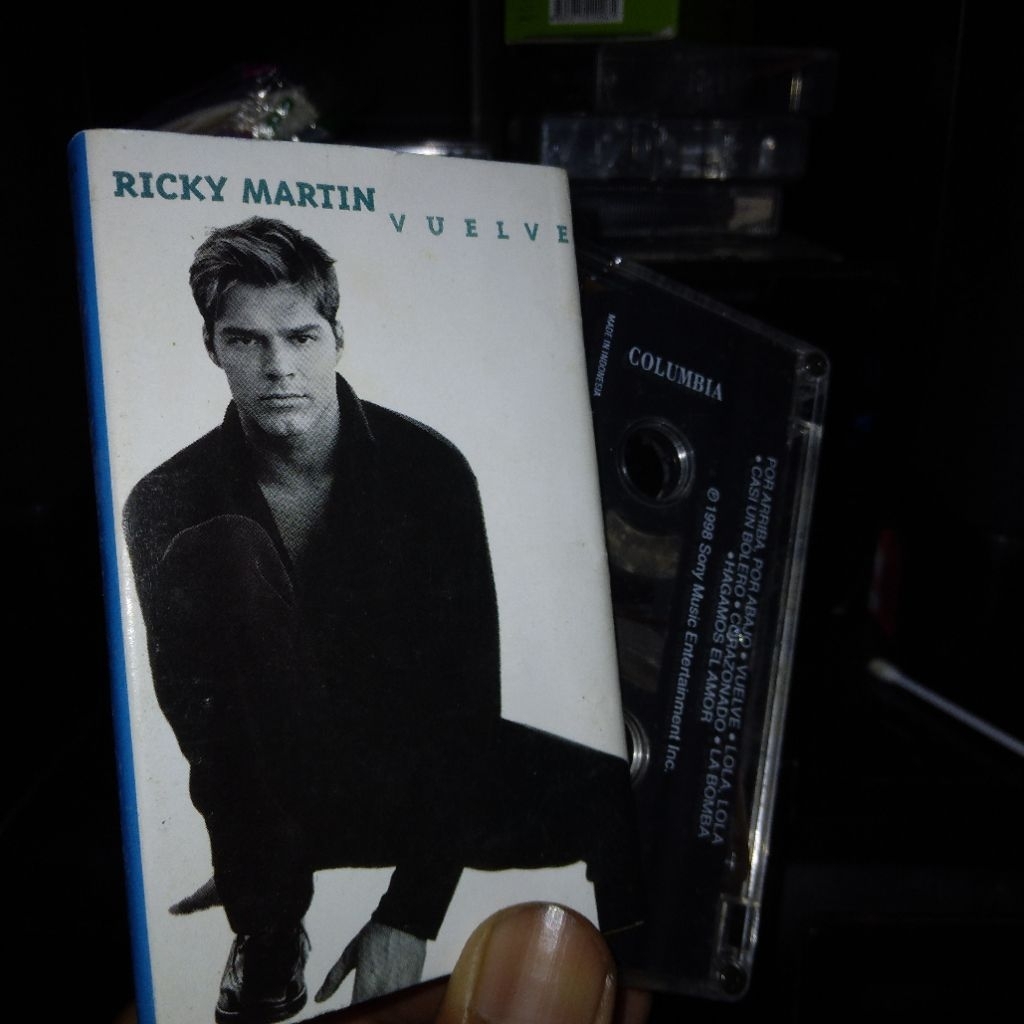 RICKY MARTIN
VUELVE
MADE IN INDONESIA
COLUMBIA
POR ARRIBA, POR ABAJO • VUELVE • LOLA, LOLA
• CASI UN BOLERO • CORAZONADO • LA BOMBA
• HAGAMOS EL AMOR
© 1998 Sony Music Entertainment Inc.